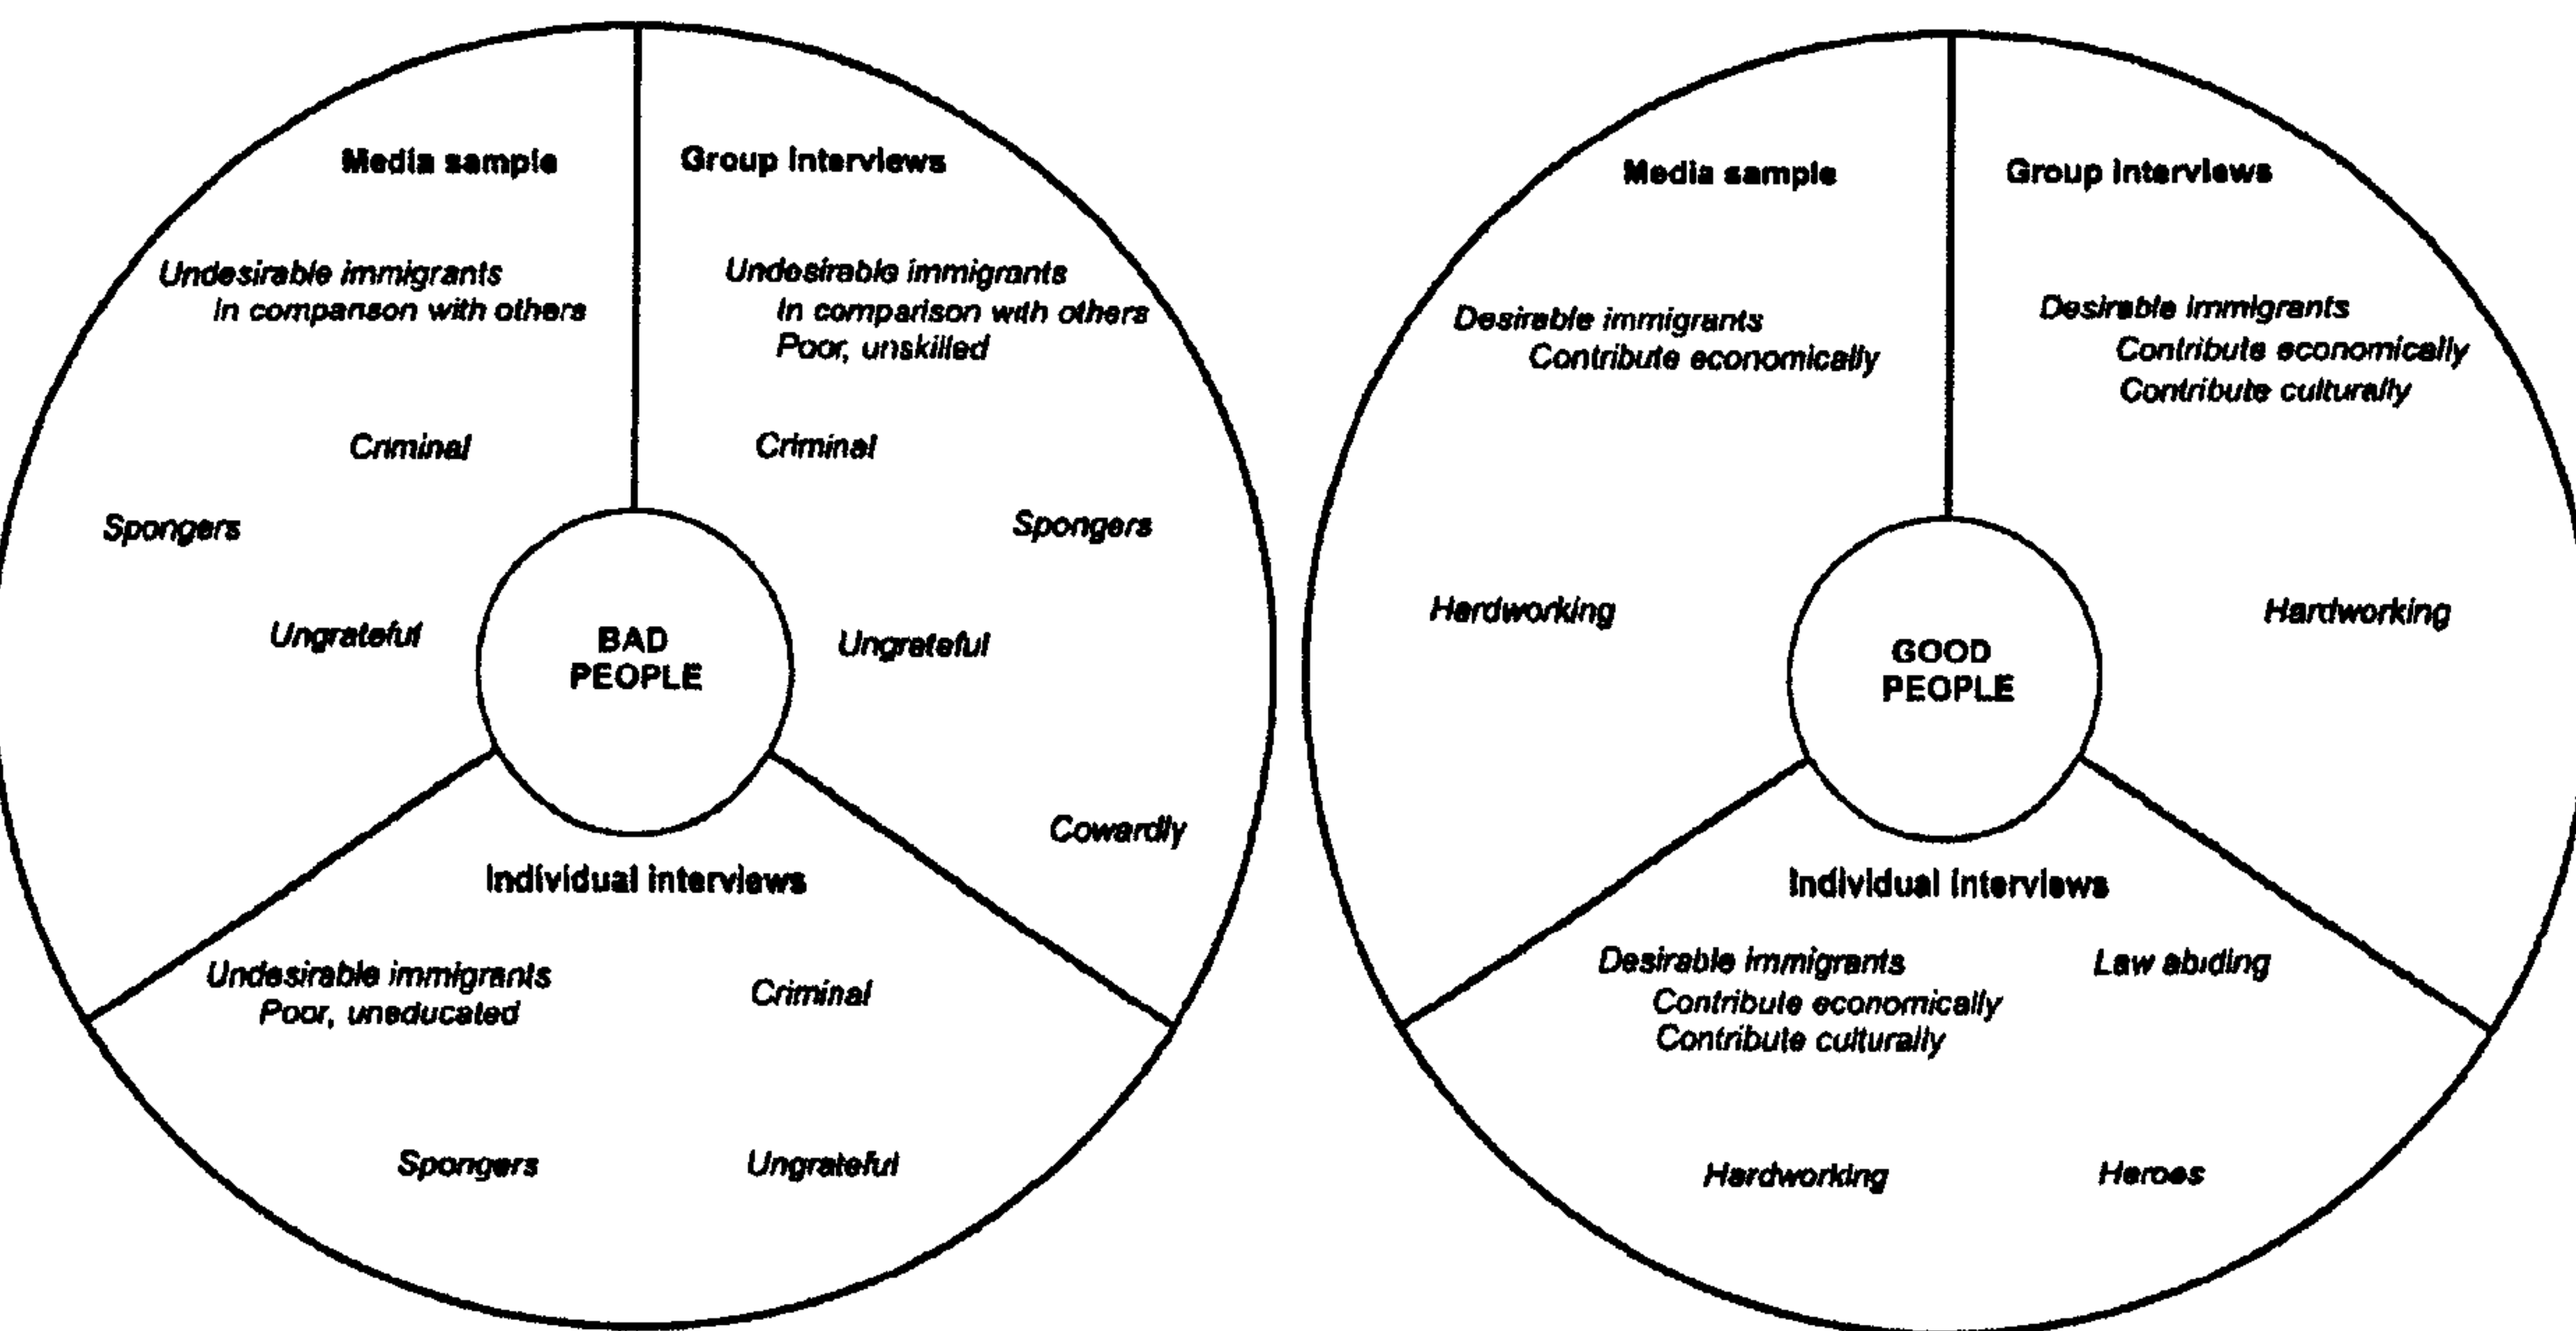 Media sample
Undesirable immigrants
In comparison with others
Criminal
Spongers
Ungrateful
Group interviews
Undesirable immigrants
In comparison with others
Poor, unskilled
Criminal
Spongers
Ungrateful
Cowardly
BAD
PEOPLE
Individual interviews
Undesirable immigrants
Poor, uneducated
Criminal
Spongers
Ungrateful
Media sample
Desirable immigrants
Contribute economically
Hardworking
Group interviews
Desirable immigrants
Contribute economically
Contribute culturally
Hardworking
GOOD
PEOPLE
Individual interviews
Desirable immigrants
Contribute economically
Contribute culturally
Law abiding
Hardworking
Heroes